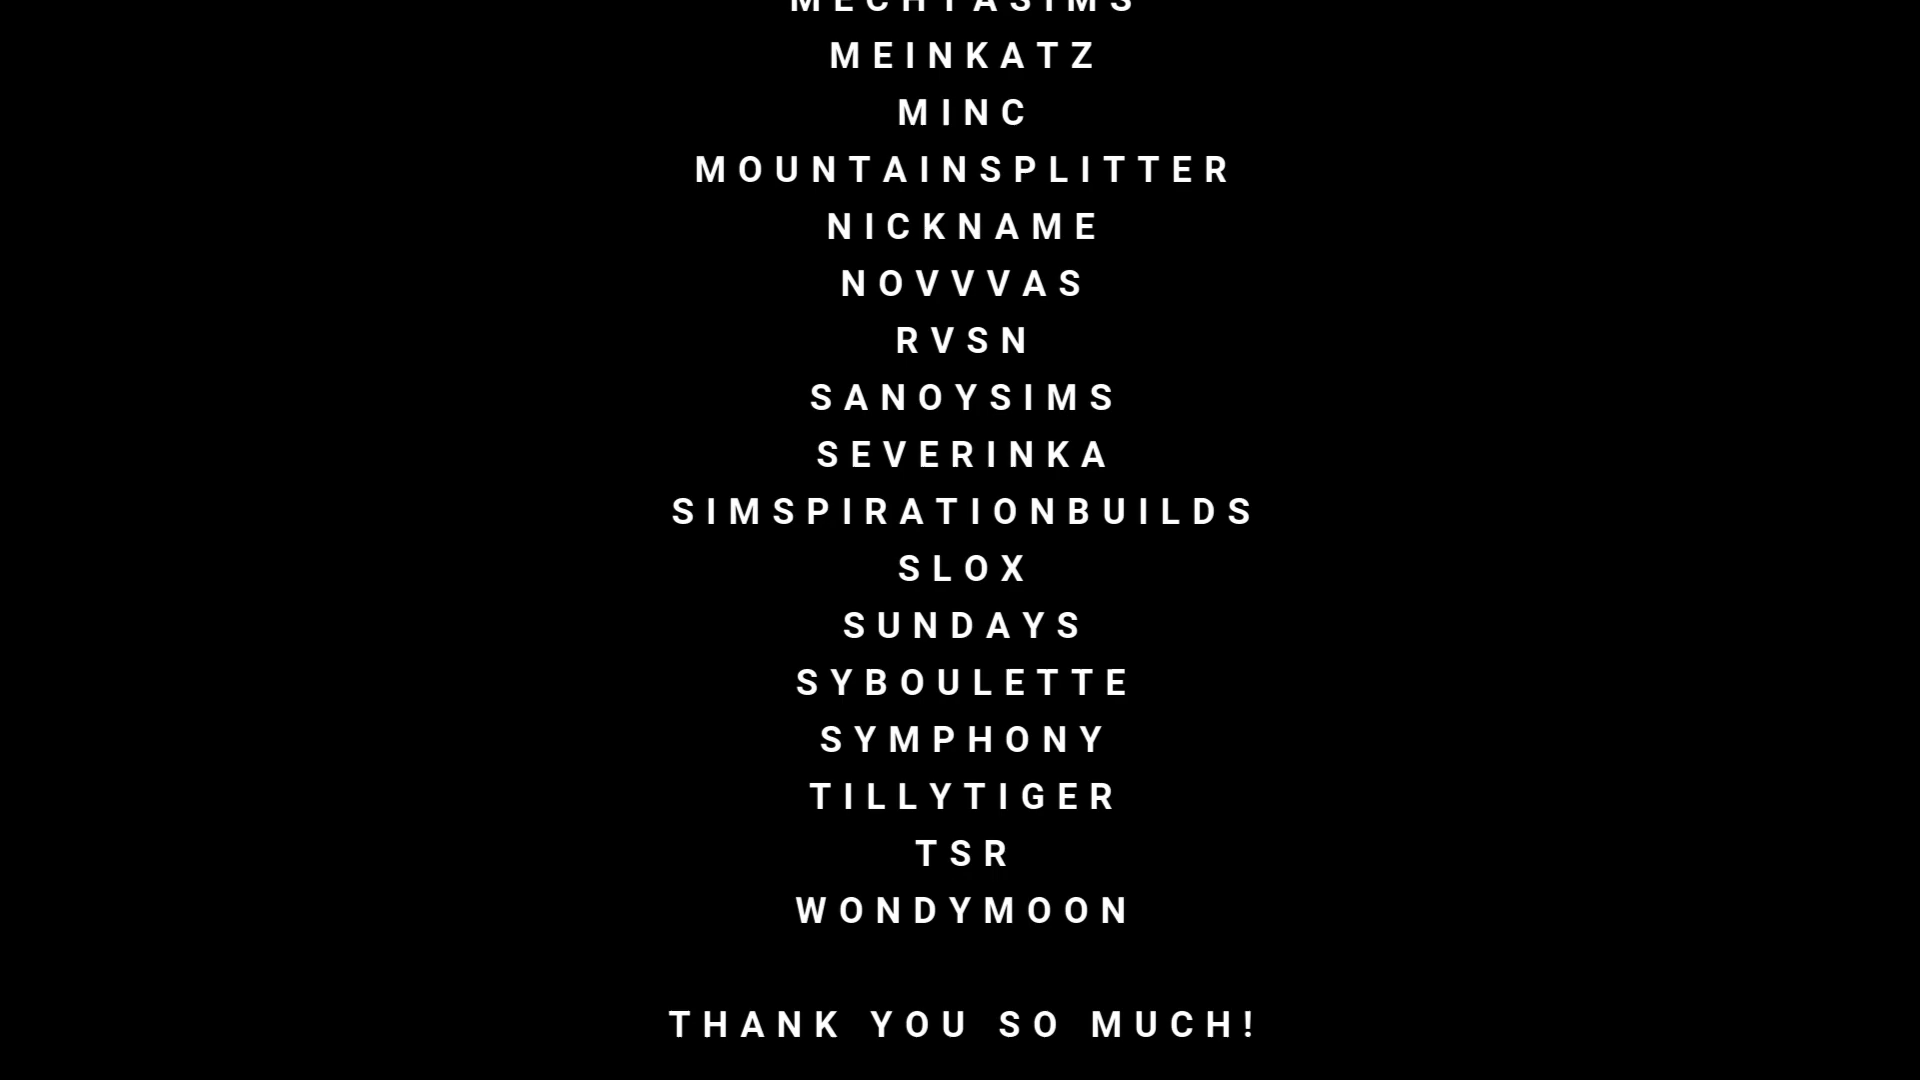 MECHTASIMS
MEINKATZ
MINC
MOUNTAINSPLITTER
NICKNAME
NOVVVAS
RVSN
SANOYSIMS
SEVERINKA
SIMSPIRATIONBUILDS
SLOX
SUNDAYS
SYBOULETTE
SYMPHONY
TILLYTIGER
TSR
WONDYMOON
THANK YOU SO MUCH!